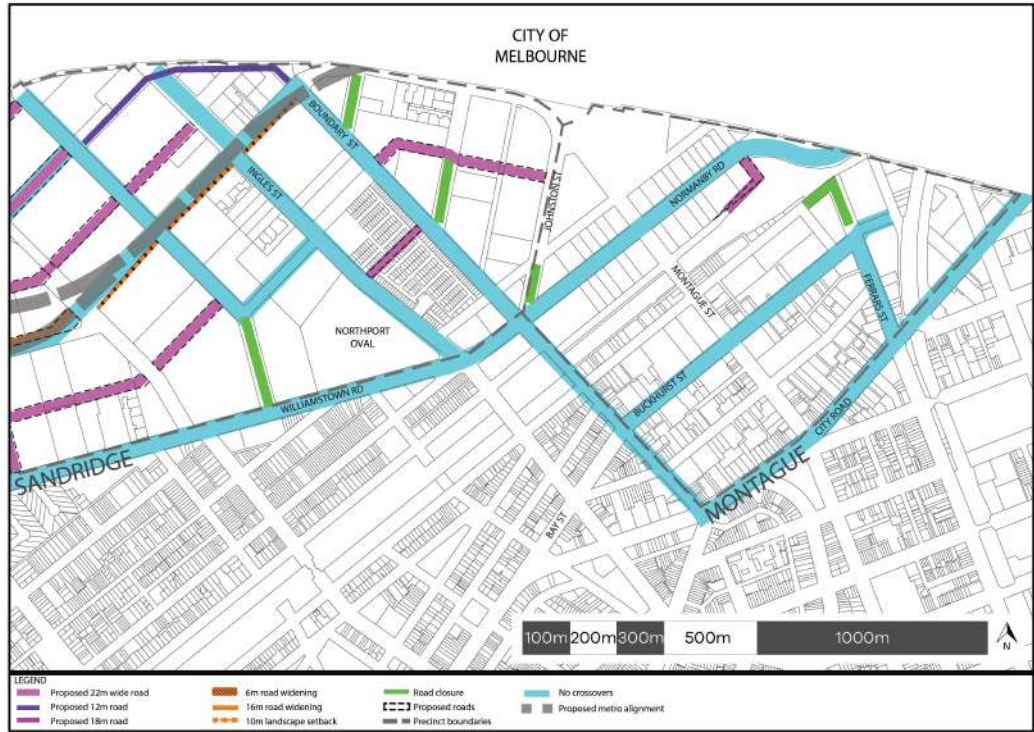 CITY OF
MELBOURNE
BOUNDARY ST
INGLES ST
JOHNSTON ST
NORMANBY RD
MONTAGUE ST
FERRARS ST
NORTHPORT
OVAL
WILLIAMSTOWN RD
BUCKHURST ST
CITY ROAD
SANDRIDGE
MONTAGUE
BAY ST
100m 200m 300m 500m 1000m
N
LEGEND
Proposed 22m wide road
Proposed 12m road
Proposed 18m road
6m road widening
16m road widening
10m landscape setback
Road closure
Proposed roads
Precinct boundaries
No crossovers
Proposed metro alignment